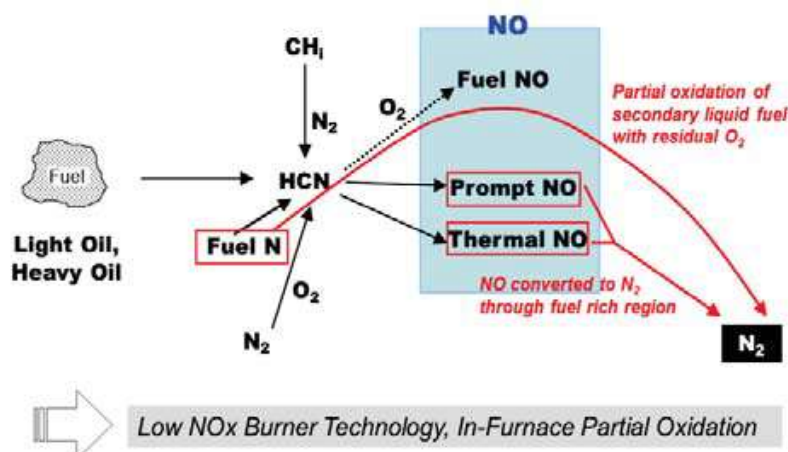 NO
CHi
Fuel NO
O2
Partial oxidation of
secondary liquid fuel
with residual O2
N2
Fuel
HCN
Prompt NO
Light Oil,
Heavy Oil
Fuel N
Thermal NO
O2
NO converted to N2
through fuel rich region
N2
N2
Low NOx Burner Technology, In-Furnace Partial Oxidation